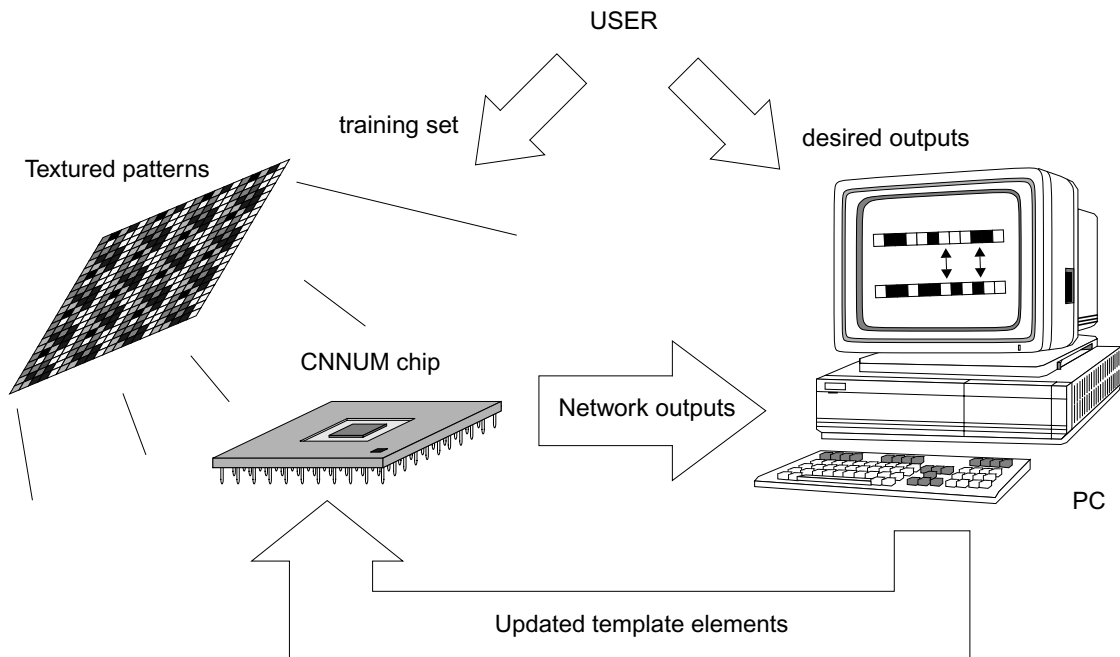 USER
training set
desired outputs
Textured patterns
CNNUM chip
Network outputs
PC
Updated template elements